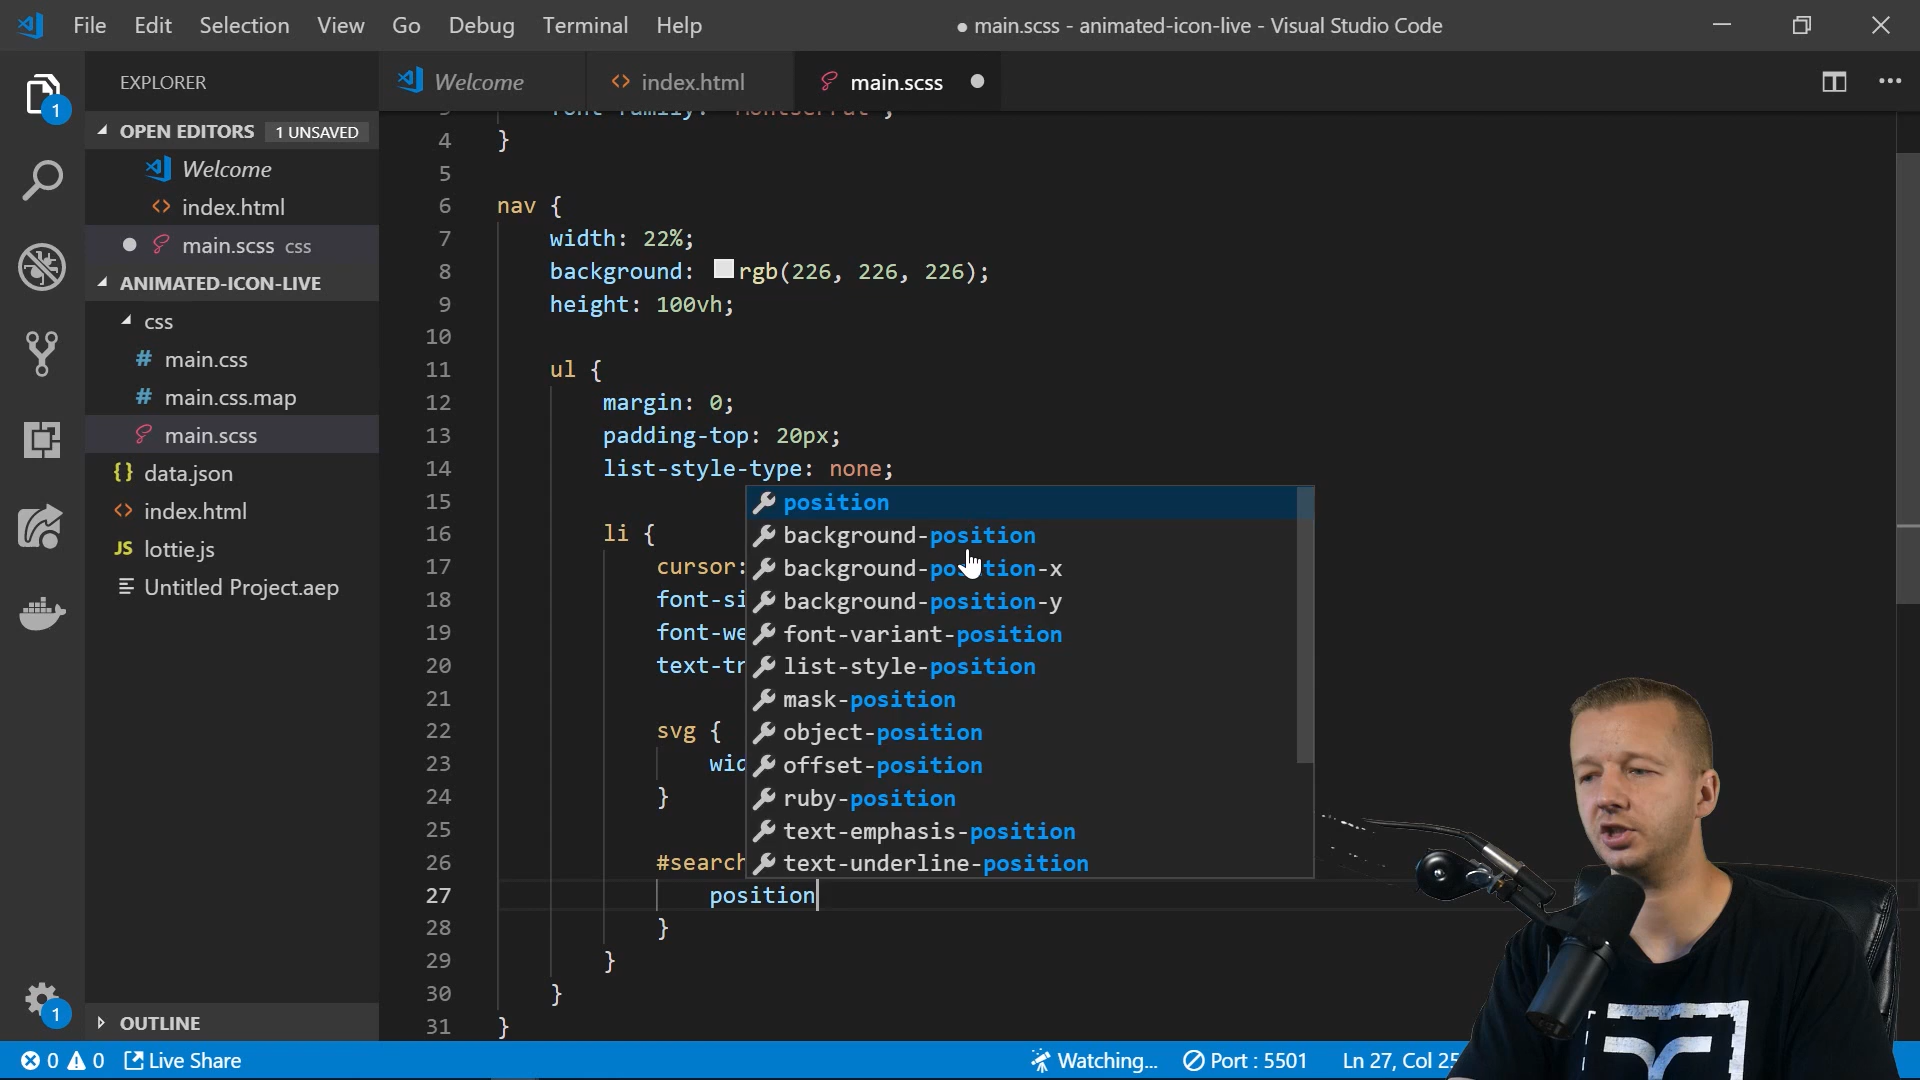 File Edit Selection View Go Debug Terminal Help
● main.scss - animated-icon-live - Visual Studio Code
EXPLORER
Welcome
<> index.html
main.scss
OPEN EDITORS 1 UNSAVED
Welcome
<> index.html
main.scss css
ANIMATED-ICON-LIVE
css
# main.css
# main.css.map
main.scss
{} data.json
<> index.html
JS lottie.js
Untitled Project.aep
OUTLINE
1
1
4 }
5
6 nav {
7 width: 22%;
8 background: rgb(226, 226, 226);
9 height: 100vh;
10
11 ul {
12 margin: 0;
13 padding-top: 20px;
14 list-style-type: none;
15
16 li {
17 cursor:
18 font-si
19 font-we
20 text-tr
21
22 svg {
23 wid
24 }
25
26 #search
27 position
28 }
29 }
30 }
31 }
position
background-position
background-position-x
background-position-y
font-variant-position
list-style-position
mask-position
object-position
offset-position
ruby-position
text-emphasis-position
text-underline-position
0 0 Live Share
Watching... Port : 5501 Ln 27, Col 25